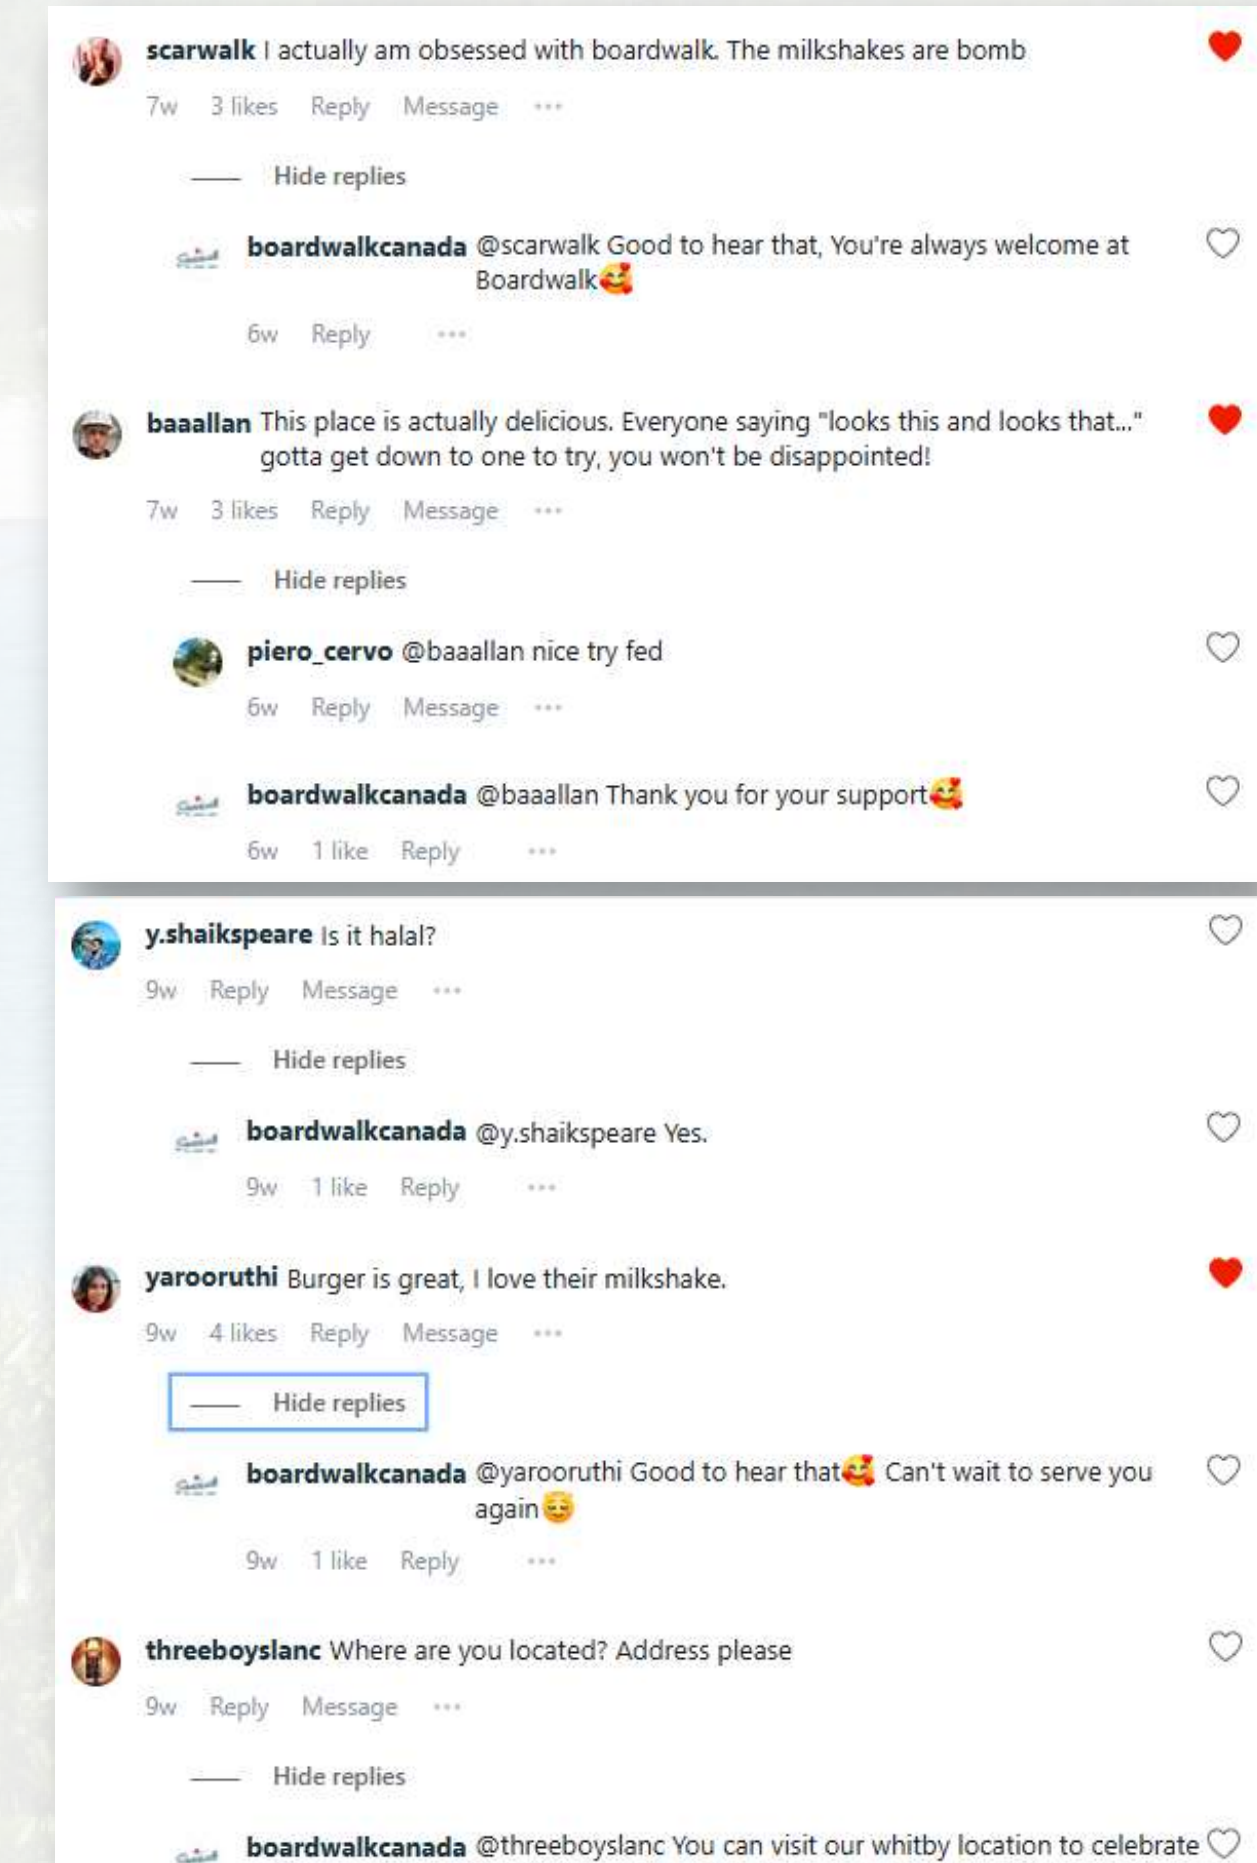 scarwalk I actually am obsessed with boardwalk. The milkshakes are bomb
7w 3 likes Reply Message ...
Hide replies
boardwalkcanada @scarwalk Good to hear that, You're always welcome at
Boardwalk🥰
6w Reply ...
baaallan This place is actually delicious. Everyone saying "looks this and looks that..."
gotta get down to one to try, you won't be disappointed!
7w 3 likes Reply Message ...
Hide replies
piero_cervo @baaallan nice try fed
6w Reply Message ...
boardwalkcanada @baaallan Thank you for your support🥰
6w 1 like Reply ...
y.shaikspeare Is it halal?
9w Reply Message ...
Hide replies
boardwalkcanada @y.shaikspeare Yes.
9w 1 like Reply ...
yarooruthi Burger is great, I love their milkshake.
9w 4 likes Reply Message ...
Hide replies
boardwalkcanada @yarooruthi Good to hear that🥰 Can't wait to serve you
again😇
9w 1 like Reply ...
threeboyslanc Where are you located? Address please
9w Reply Message ...
Hide replies
boardwalkcanada @threeboyslanc You can visit our whitby location to celebrate